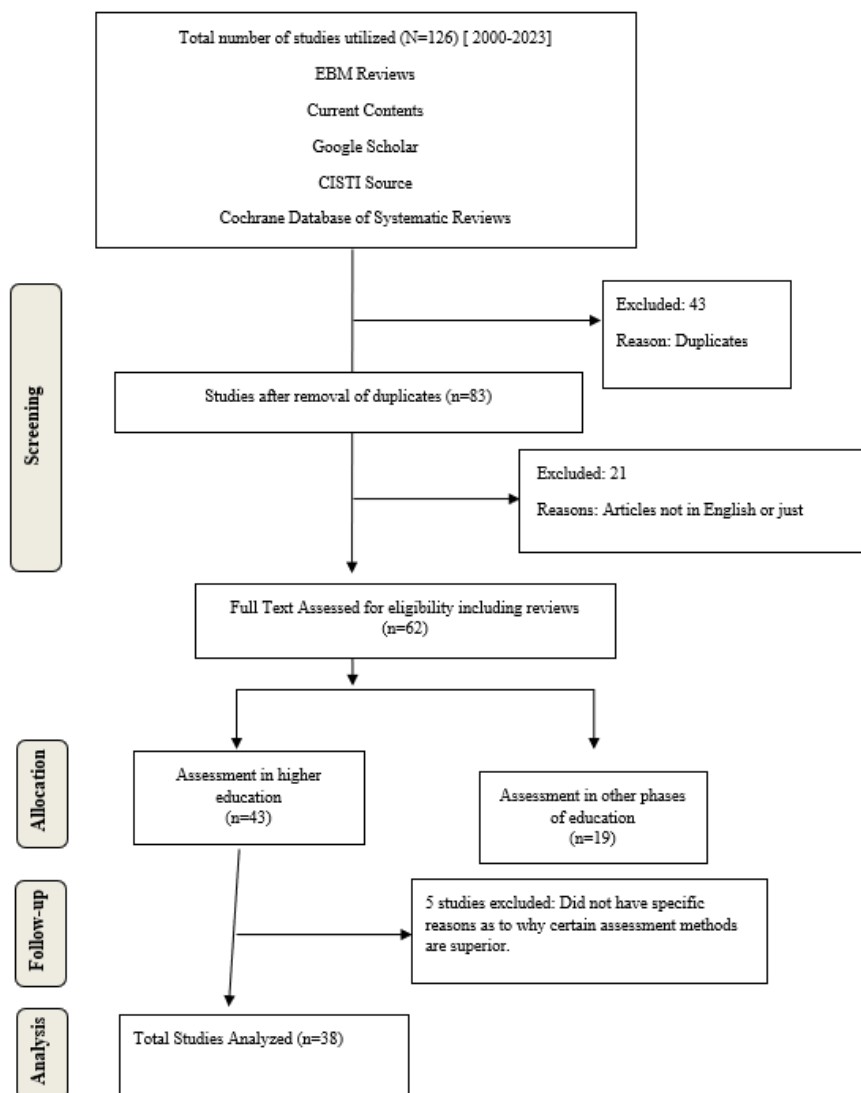 Total number of studies utilized (N=126) [ 2000-2023]
EBM Reviews
Current Contents
Google Scholar
CISTI Source
Cochrane Database of Systematic Reviews
Screening
Excluded: 43
Reason: Duplicates
Studies after removal of duplicates (n=83)
Excluded: 21
Reasons: Articles not in English or just
Full Text Assessed for eligibility including reviews
(n=62)
Allocation
Assessment in higher
education
(n=43)
Assessment in other phases
of education
(n=19)
Follow-up
5 studies excluded: Did not have specific
reasons as to why certain assessment methods
are superior.
Analysis
Total Studies Analyzed (n=38)